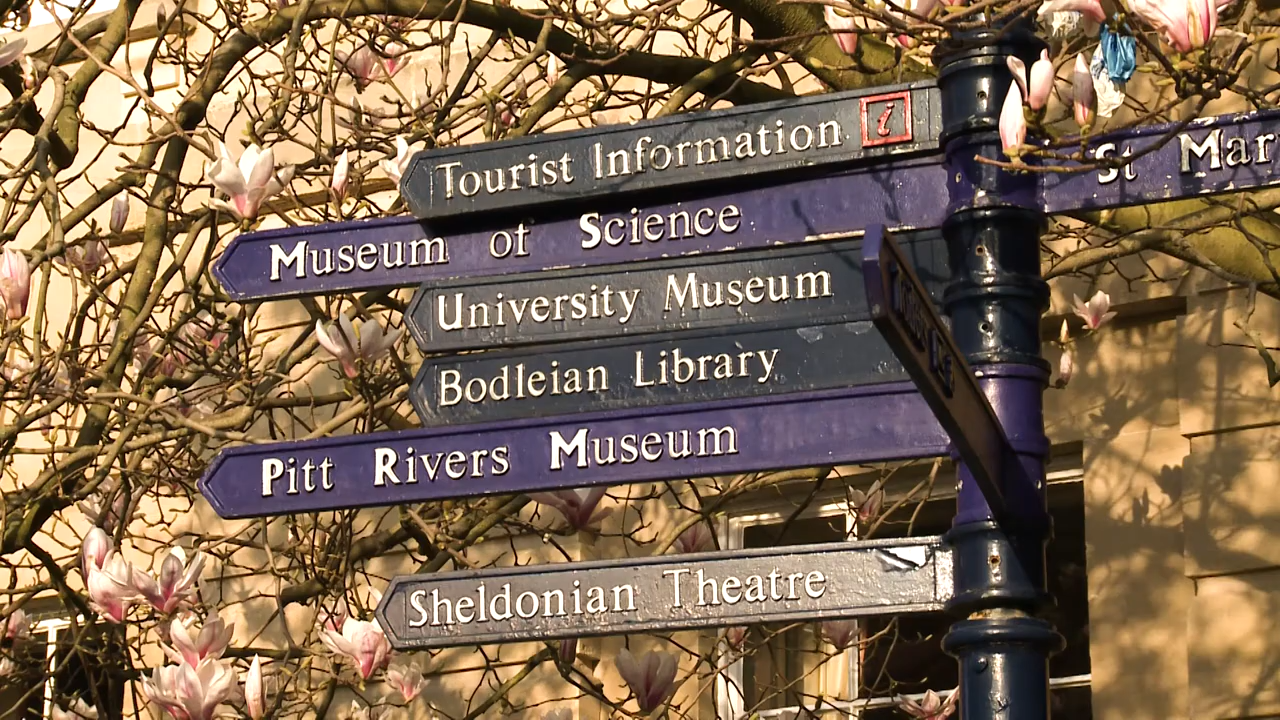 Tourist Information i
St Mar
Museum of Science
University Museum
Bodleian Library
Pitt Rivers Museum
Sheldonian Theatre